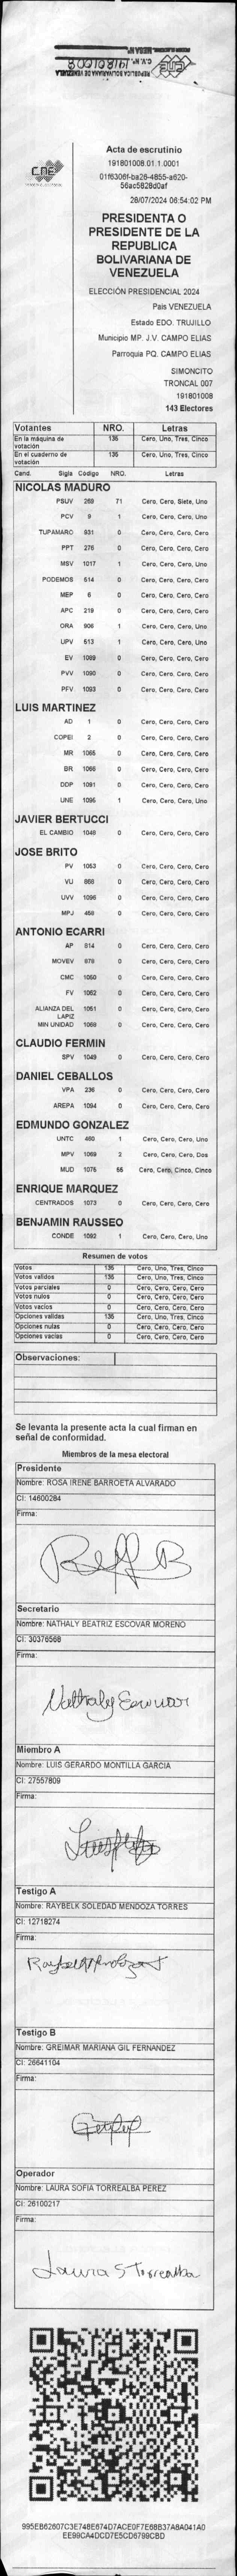 C.V. Nº. 191801008
REPUBLICA BOLIVARIANA DE VENEZUELA
CNE
Acta de escrutinio
191801008.01.1.0001
01f6306f-ba26-4855-a620-
56ac5828d0af
28/07/2024 06:54:02 PM
PRESIDENTA O
PRESIDENTE DE LA
REPUBLICA
BOLIVARIANA DE
VENEZUELA
ELECCIÓN PRESIDENCIAL 2024
Pais VENEZUELA
Estado EDO. TRUJILLO
Municipio MP. J.V. CAMPO ELIAS
Parroquia PQ. CAMPO ELIAS
SIMONCITO
TRONCAL 007
191801008
143 Electores
Votantes NRO. Letras
En la máquina de votación 135 Cero, Uno, Tres, Cinco
En el cuaderno de votación 135 Cero, Uno, Tres, Cinco
Cand. Sigla Código NRO. Letras
NICOLAS MADURO
PSUV 269 71 Cero, Cero, Siete, Uno
PCV 9 1 Cero, Cero, Cero, Uno
TUPAMARO 931 0 Cero, Cero, Cero, Cero
PPT 276 0 Cero, Cero, Cero, Cero
MSV 1017 1 Cero, Cero, Cero, Uno
PODEMOS 614 0 Cero, Cero, Cero, Cero
MEP 6 0 Cero, Cero, Cero, Cero
APC 219 0 Cero, Cero, Cero, Cero
ORA 906 1 Cero, Cero, Cero, Uno
UPV 513 1 Cero, Cero, Cero, Uno
EV 1089 0 Cero, Cero, Cero, Cero
PVV 1090 0 Cero, Cero, Cero, Cero
PFV 1093 0 Cero, Cero, Cero, Cero
LUIS MARTINEZ
AD 1 0 Cero, Cero, Cero, Cero
COPEI 2 0 Cero, Cero, Cero, Cero
MR 1065 0 Cero, Cero, Cero, Cero
BR 1066 0 Cero, Cero, Cero, Cero
DDP 1091 0 Cero, Cero, Cero, Cero
UNE 1095 1 Cero, Cero, Cero, Uno
JAVIER BERTUCCI
EL CAMBIO 1048 0 Cero, Cero, Cero, Cero
JOSE BRITO
PV 1053 0 Cero, Cero, Cero, Cero
VU 868 0 Cero, Cero, Cero, Cero
UVV 1096 0 Cero, Cero, Cero, Cero
MPJ 458 0 Cero, Cero, Cero, Cero
ANTONIO ECARRI
AP 814 0 Cero, Cero, Cero, Cero
MOVEV 978 0 Cero, Cero, Cero, Cero
CMC 1050 0 Cero, Cero, Cero, Cero
FV 1062 0 Cero, Cero, Cero, Cero
ALIANZA DEL LAPIZ 1051 0 Cero, Cero, Cero, Cero
MIN UNIDAD 1068 0 Cero, Cero, Cero, Cero
CLAUDIO FERMIN
SPV 1049 0 Cero, Cero, Cero, Cero
DANIEL CEBALLOS
VPA 236 0 Cero, Cero, Cero, Cero
AREPA 1094 0 Cero, Cero, Cero, Cero
EDMUNDO GONZALEZ
UNTC 460 1 Cero, Cero, Cero, Uno
MPV 1069 2 Cero, Cero, Cero, Dos
MUD 1075 55 Cero, Cero, Cinco, Cinco
ENRIQUE MARQUEZ
CENTRADOS 1073 0 Cero, Cero, Cero, Cero
BENJAMIN RAUSSEO
CONDE 1092 1 Cero, Cero, Cero, Uno
Resumen de votos
Votos 135 Cero, Uno, Tres, Cinco
Votos validos 135 Cero, Uno, Tres, Cinco
Votos parciales 0 Cero, Cero, Cero, Cero
Votos nulos 0 Cero, Cero, Cero, Cero
Votos vacios 0 Cero, Cero, Cero, Cero
Opciones validas 135 Cero, Uno, Tres, Cinco
Opciones nulas 0 Cero, Cero, Cero, Cero
Opciones vacias 0 Cero, Cero, Cero, Cero
Observaciones:
Se levanta la presente acta la cual firman en
señal de conformidad.
Miembros de la mesa electoral
Presidente
Nombre: ROSA IRENE BARROETA ALVARADO
CI: 14600284
Firma:
Secretario
Nombre: NATHALY BEATRIZ ESCOVAR MORENO
CI: 30376568
Firma:
Nathaly Escovar
Miembro A
Nombre: LUIS GERARDO MONTILLA GARCIA
CI: 27557809
Firma:
Testigo A
Nombre: RAYBELK SOLEDAD MENDOZA TORRES
CI: 12718274
Firma:
Testigo B
Nombre: GREIMAR MARIANA GIL FERNANDEZ
CI: 26641104
Firma:
Operador
Nombre: LAURA SOFIA TORREALBA PEREZ
CI: 26100217
Firma:
Laura S Torrealba
995EB62607C3E748E674D7ACE0F7E68B37A8A041A0
EE99CA4DCD7E5CD6799CBD